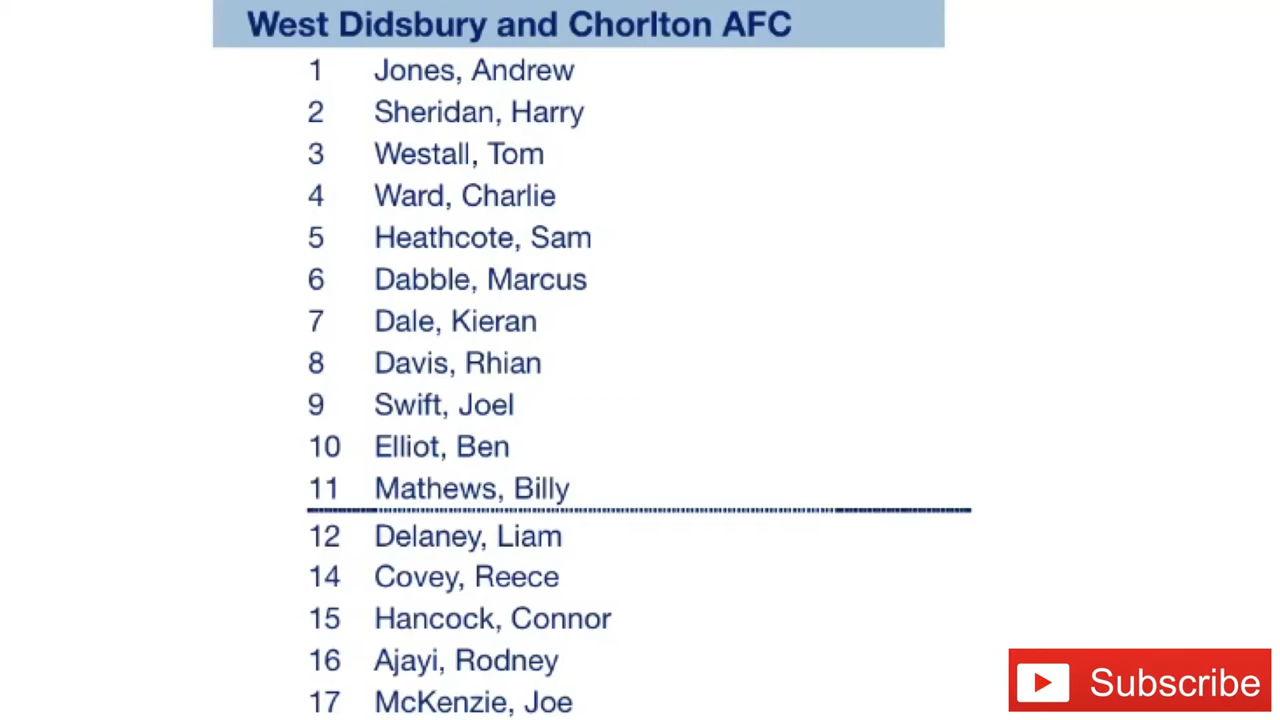 West Didsbury and Chorlton AFC
1 Jones, Andrew
2 Sheridan, Harry
3 Westall, Tom
4 Ward, Charlie
5 Heathcote, Sam
6 Dabble, Marcus
7 Dale, Kieran
8 Davis, Rhian
9 Swift, Joel
10 Elliot, Ben
11 Mathews, Billy
12 Delaney, Liam
14 Covey, Reece
15 Hancock, Connor
16 Ajayi, Rodney
17 McKenzie, Joe
Subscribe